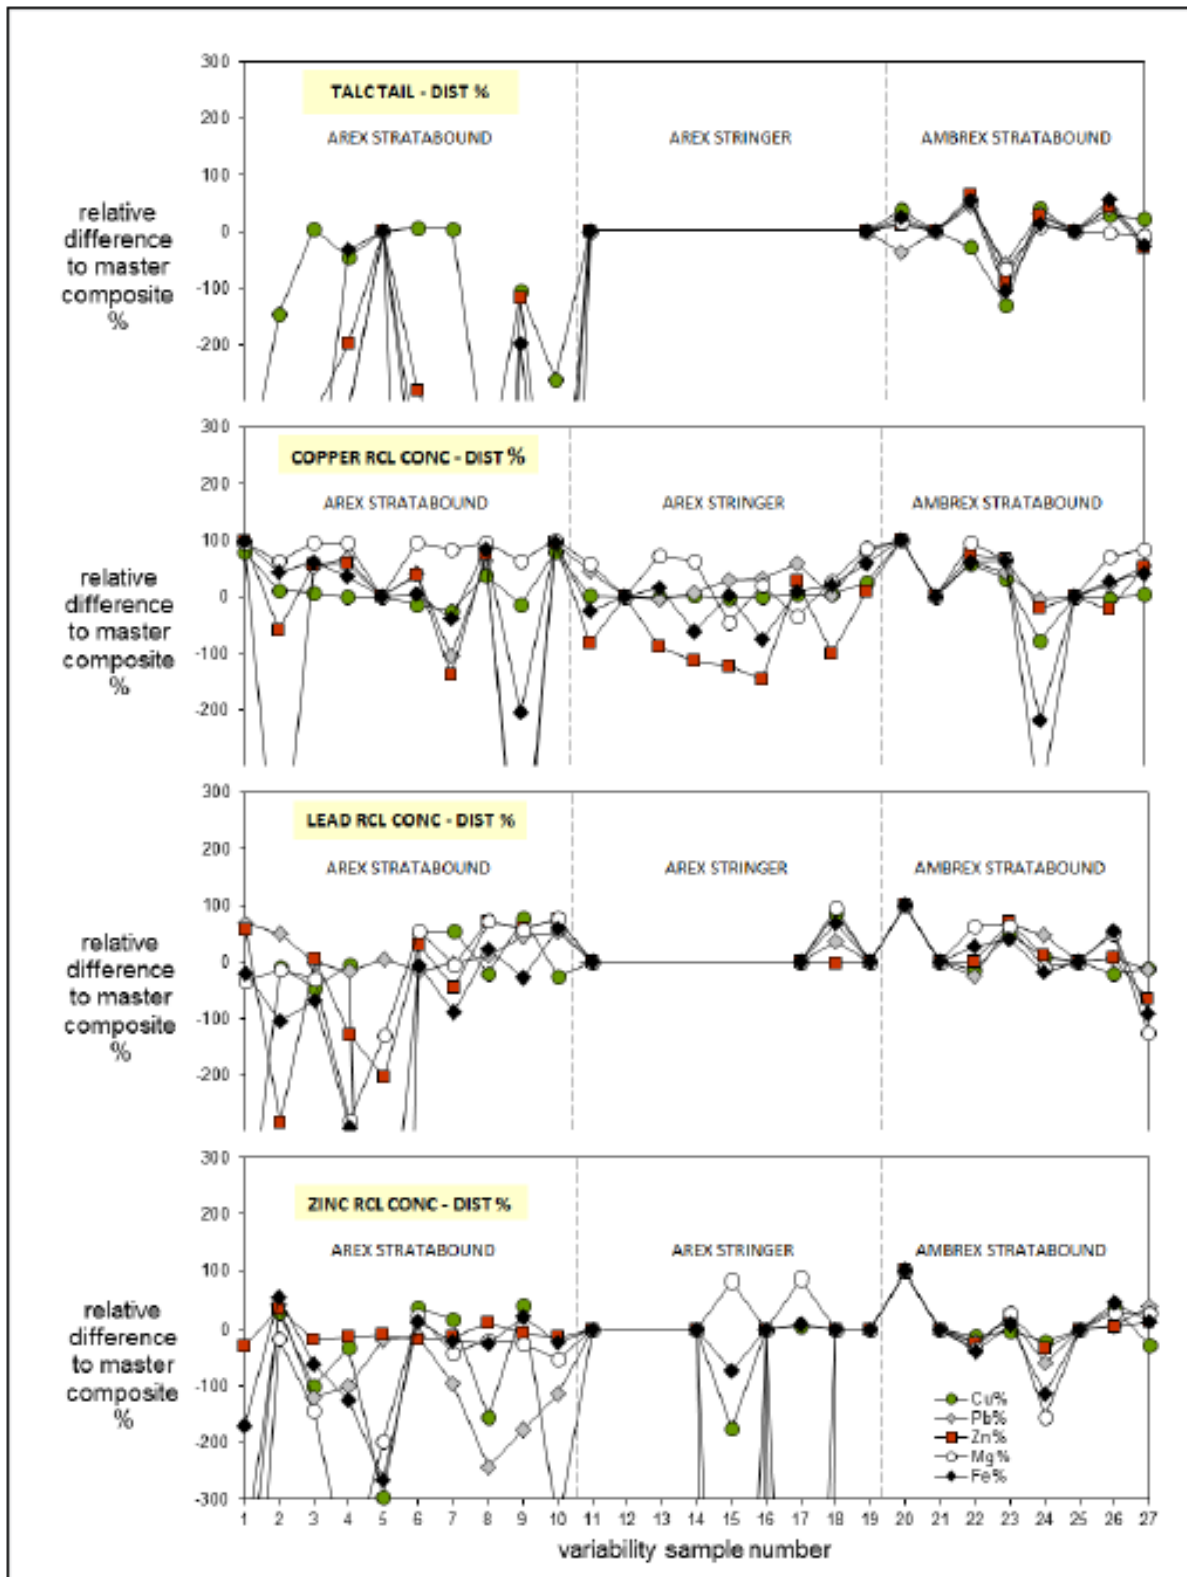 300
TALC TAIL - DIST %
200
AREX STRATABOUND
AREX STRINGER
AMBREX STRATABOUND
100
relative
difference
to master
composite
%
0
-100
-200
300
COPPER RCL CONC - DIST %
200
AREX STRATABOUND
AREX STRINGER
AMBREX STRATABOUND
100
relative
difference
to master
composite
%
0
-100
-200
300
LEAD RCL CONC - DIST %
200
AREX STRATABOUND
AREX STRINGER
AMBREX STRATABOUND
100
relative
difference
to master
composite
%
0
-100
-200
300
ZINC RCL CONC - DIST %
200
AREX STRATABOUND
AREX STRINGER
AMBREX STRATABOUND
100
relative
difference
to master
composite
%
0
-100
-200
-300
Cu%
Pb%
Zn%
Mg%
Fe%
1 2 3 4 5 6 7 8 9 10 11 12 13 14 15 16 17 18 19 20 21 22 23 24 25 26 27
variability sample number